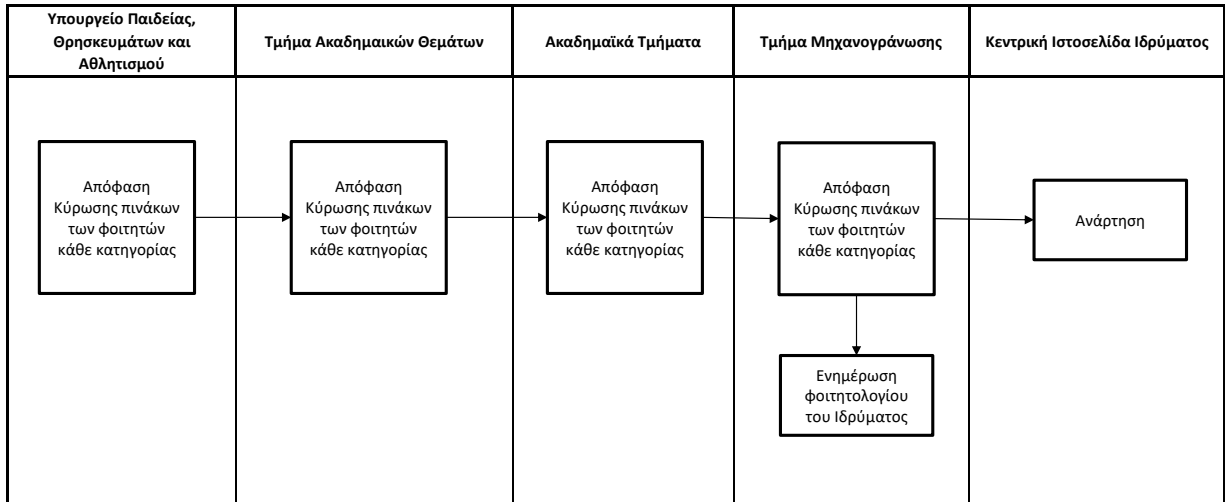 Υπουργείο Παιδείας,
Θρησκευμάτων και
Αθλητισμού
Τμήμα Ακαδημαικών Θεμάτων
Ακαδημαϊκά Τμήματα
Τμήμα Μηχανογράνωσης
Κεντρική Ιστοσελίδα Ιδρύματος
Απόφαση
Κύρωσης πινάκων
των φοιτητών
κάθε κατηγορίας
Απόφαση
Κύρωσης πινάκων
των φοιτητών
κάθε κατηγορίας
Απόφαση
Κύρωσης πινάκων
των φοιτητών
κάθε κατηγορίας
Απόφαση
Κύρωσης πινάκων
των φοιτητών
κάθε κατηγορίας
Ανάρτηση
Ενημέρωση
φοιτητολογίου
του Ιδρύματος